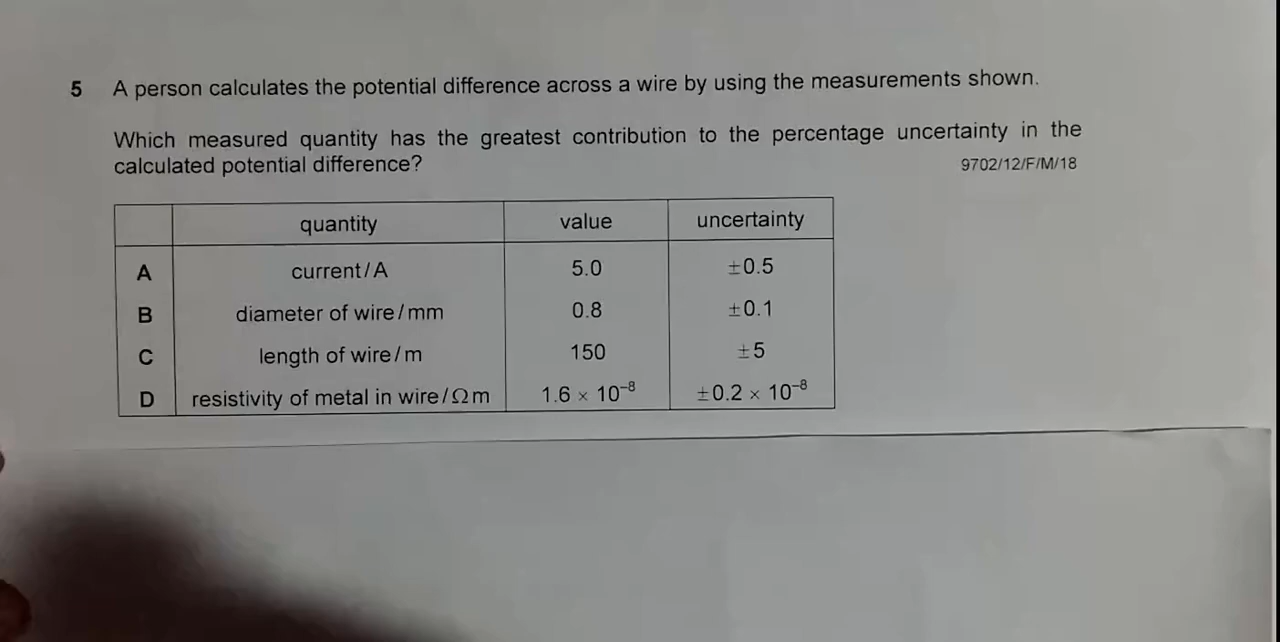 5 A person calculates the potential difference across a wire by using the measurements shown.
Which measured quantity has the greatest contribution to the percentage uncertainty in the
calculated potential difference? 9702/12/F/M/18
quantity value uncertainty
A current/A 5.0 ±0.5
B diameter of wire/mm 0.8 ±0.1
C length of wire/m 150 ±5
D resistivity of metal in wire/Ωm 1.6 × 10⁻⁸ ±0.2 × 10⁻⁸